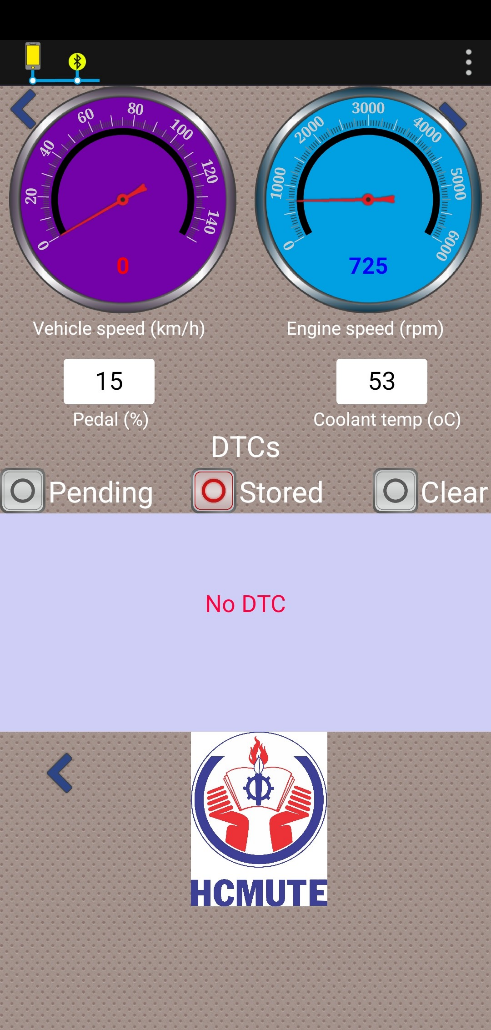 0 20 40 60 80 100 120 140
0
0 1000 2000 3000 4000 5000 6000
725
Vehicle speed (km/h) Engine speed (rpm)
15 53
Pedal (%) Coolant temp (oC)
DTCs
Pending Stored Clear
No DTC
HCMUTE